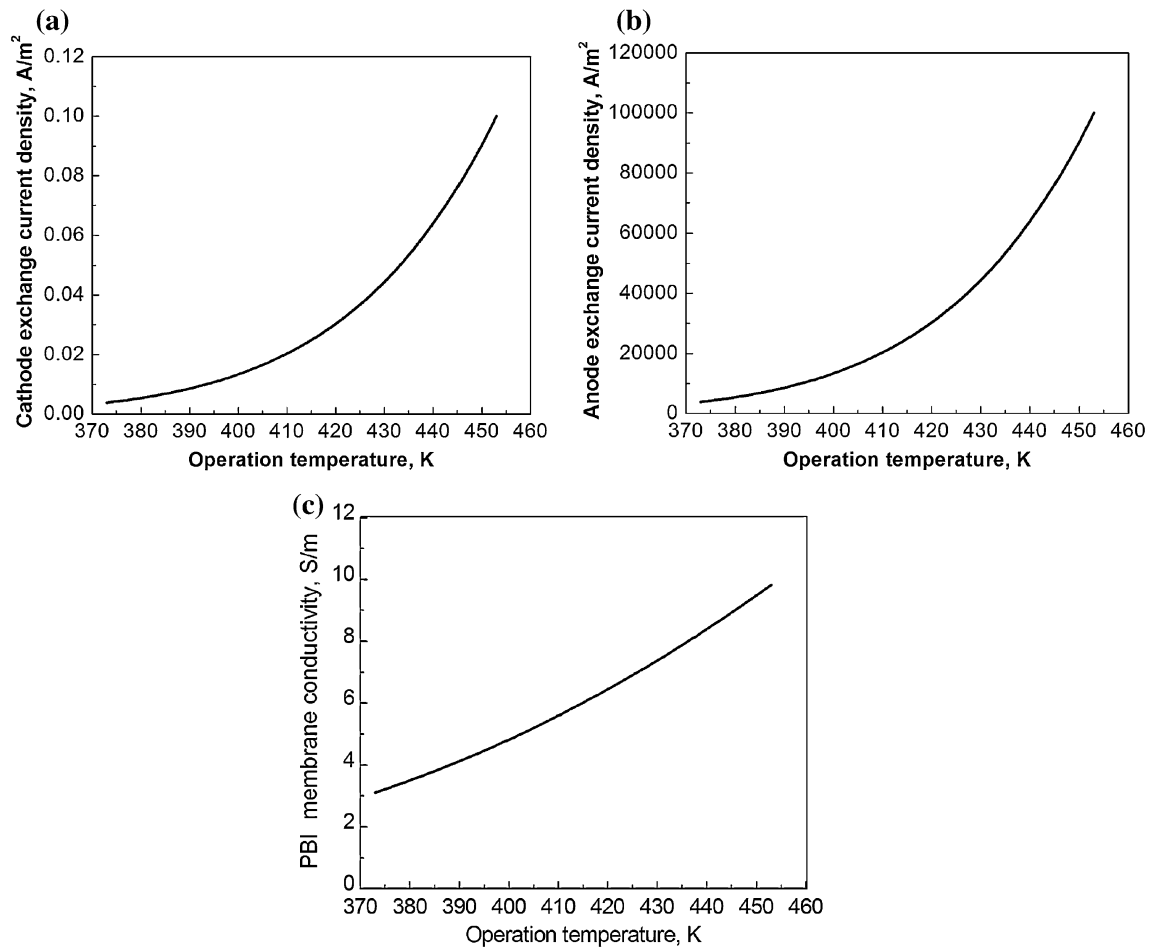 (a)
Cathode exchange current density, A/m²
0.12
0.10
0.08
0.06
0.04
0.02
0.00
370 380 390 400 410 420 430 440 450 460
Operation temperature, K
(b)
Anode exchange current density, A/m²
120000
100000
80000
60000
40000
20000
0
370 380 390 400 410 420 430 440 450 460
Operation temperature, K
(c)
PBI membrane conductivity, S/m
12
10
8
6
4
2
0
370 380 390 400 410 420 430 440 450 460
Operation temperature, K